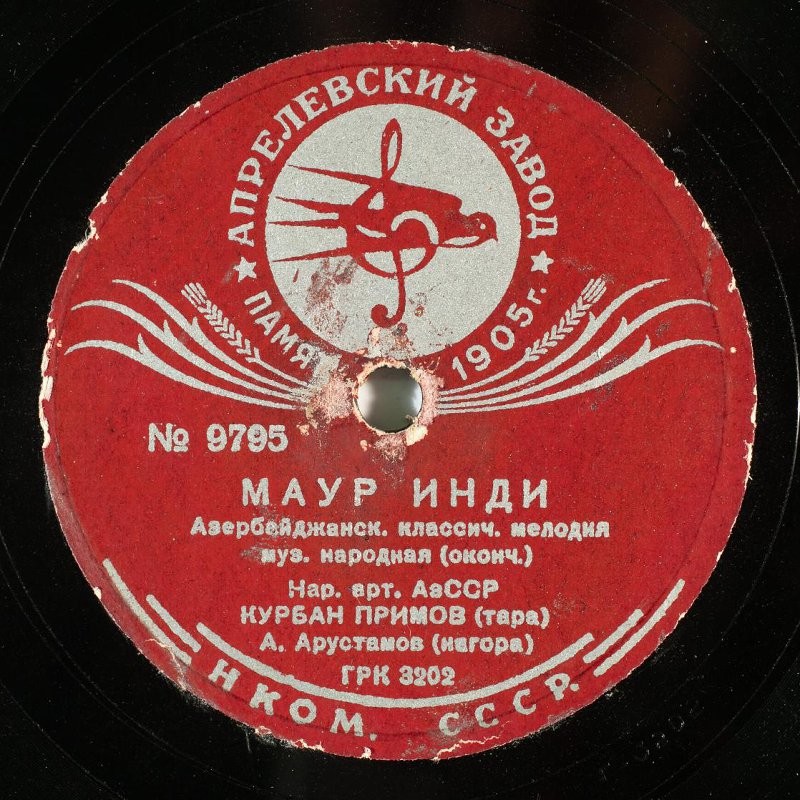 ★ АПРЕЛЕВСКИЙ ЗАВОД ★
1905г.
№ 9795
МАУР ИНДИ
Азербайджанск. классич. мелодия
муз. народная (оконч.)
Нар. арт. АзССР
КУРБАН ПРИМОВ (тара)
А. Арустамов (нагора)
ГРК 3202
НКОМ. СССР.